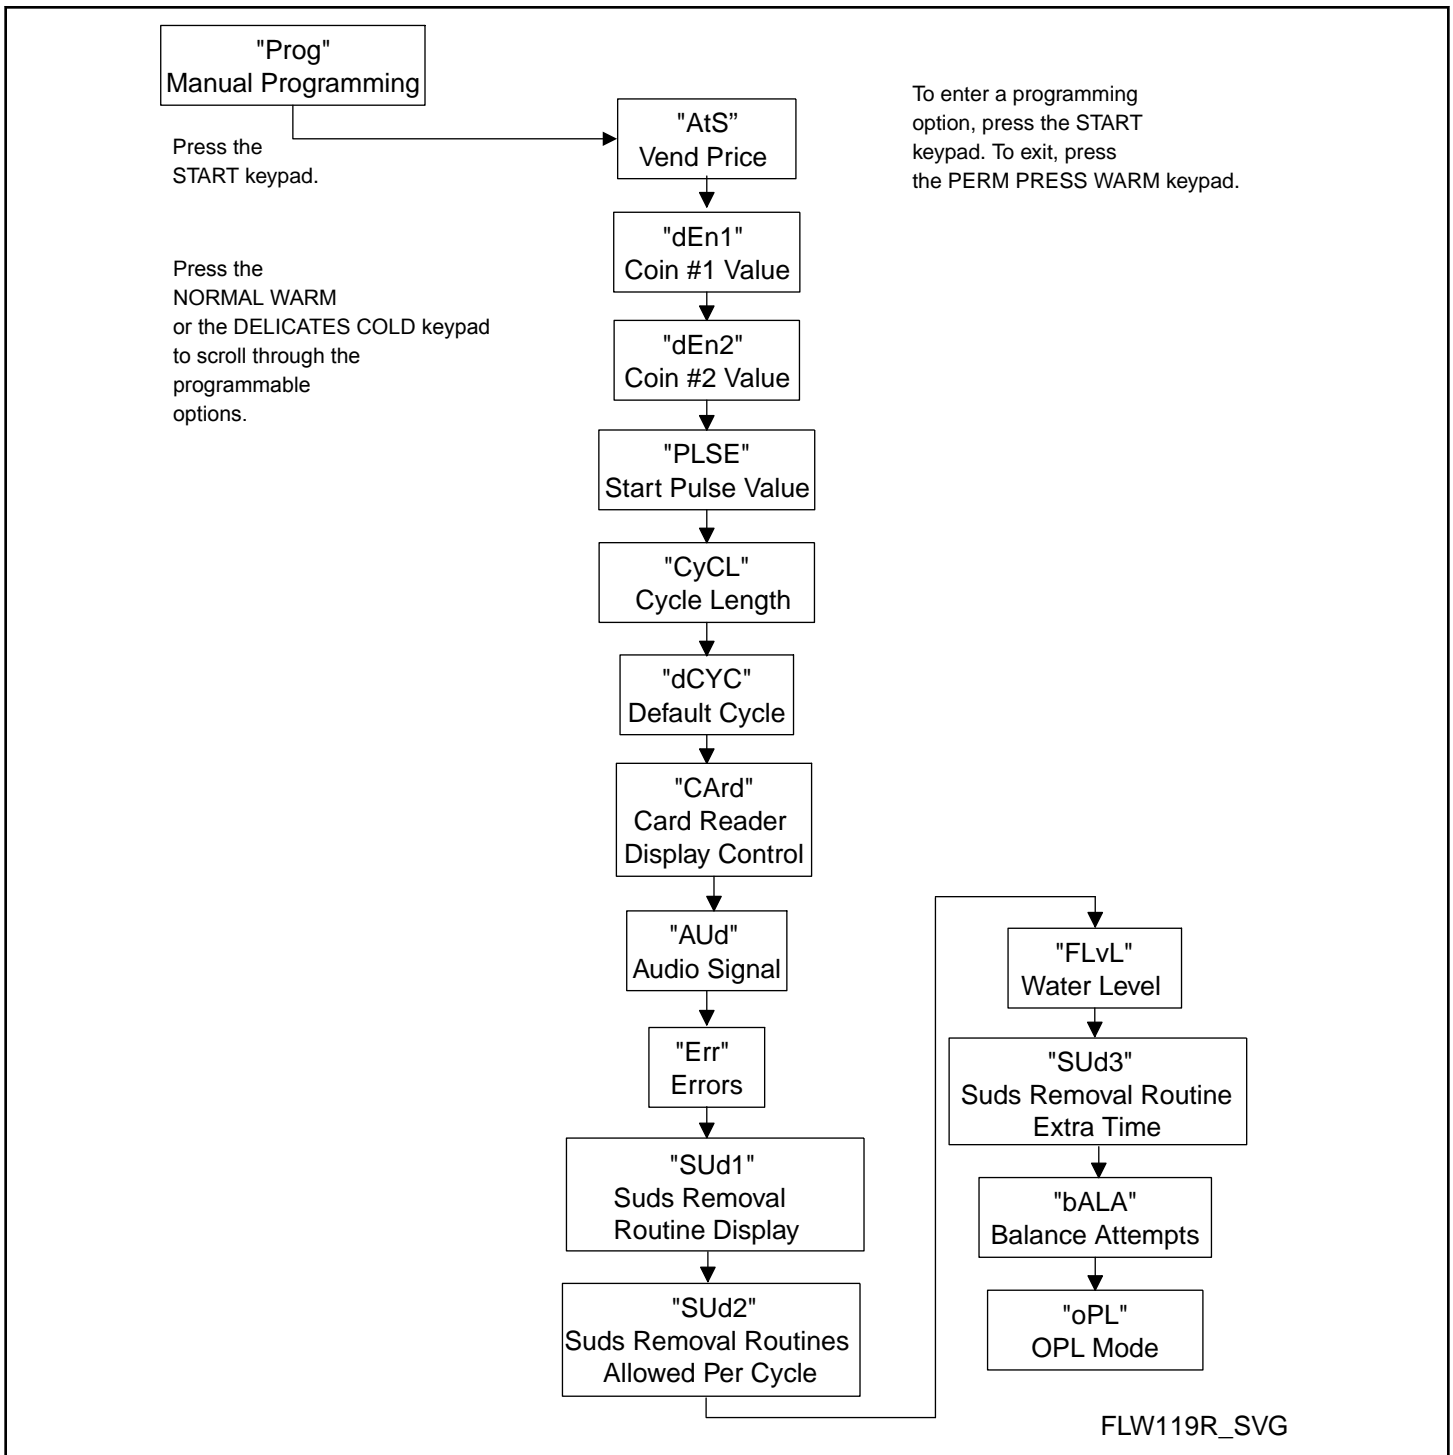 "Prog"
Manual Programming
Press the
START keypad.
Press the
NORMAL WARM
or the DELICATES COLD keypad
to scroll through the
programmable
options.
"AtS”
Vend Price
"dEn1"
Coin #1 Value
"dEn2"
Coin #2 Value
"PLSE"
Start Pulse Value
"CyCL"
Cycle Length
"dCYC"
Default Cycle
"CArd"
Card Reader
Display Control
"AUd"
Audio Signal
"Err"
Errors
"SUd1"
Suds Removal
Routine Display
"SUd2"
Suds Removal Routines
Allowed Per Cycle
To enter a programming
option, press the START
keypad. To exit, press
the PERM PRESS WARM keypad.
"FLvL"
Water Level
"SUd3"
Suds Removal Routine
Extra Time
"bALA"
Balance Attempts
"oPL"
OPL Mode
FLW119R_SVG